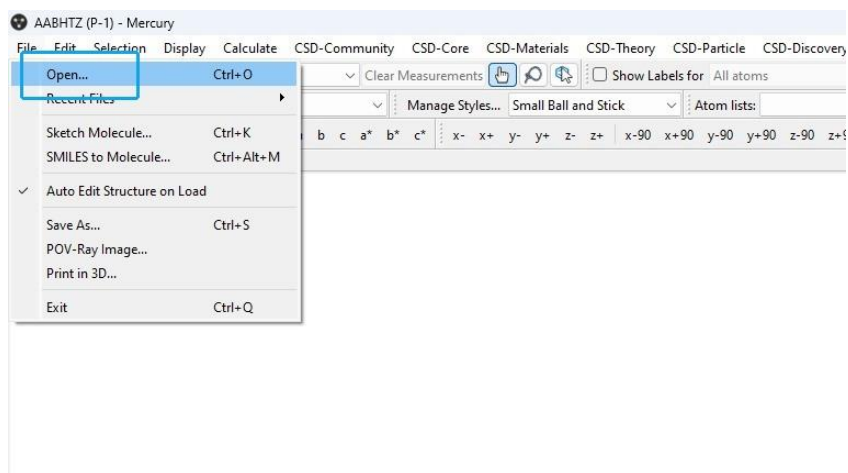 AABHTZ (P-1) - Mercury
File Edit Selection Display Calculate CSD-Community CSD-Core CSD-Materials CSD-Theory CSD-Particle CSD-Discovery
Open... Ctrl+O Clear Measurements Show Labels for All atoms
Recent Files Manage Styles... Small Ball and Stick Atom lists:
Sketch Molecule... Ctrl+K b c a* b* c* x- x+ y- y+ z- z+ x-90 x+90 y-90 y+90 z-90
SMILES to Molecule... Ctrl+Alt+M
Auto Edit Structure on Load
Save As... Ctrl+S
POV-Ray Image...
Print in 3D...
Exit Ctrl+Q